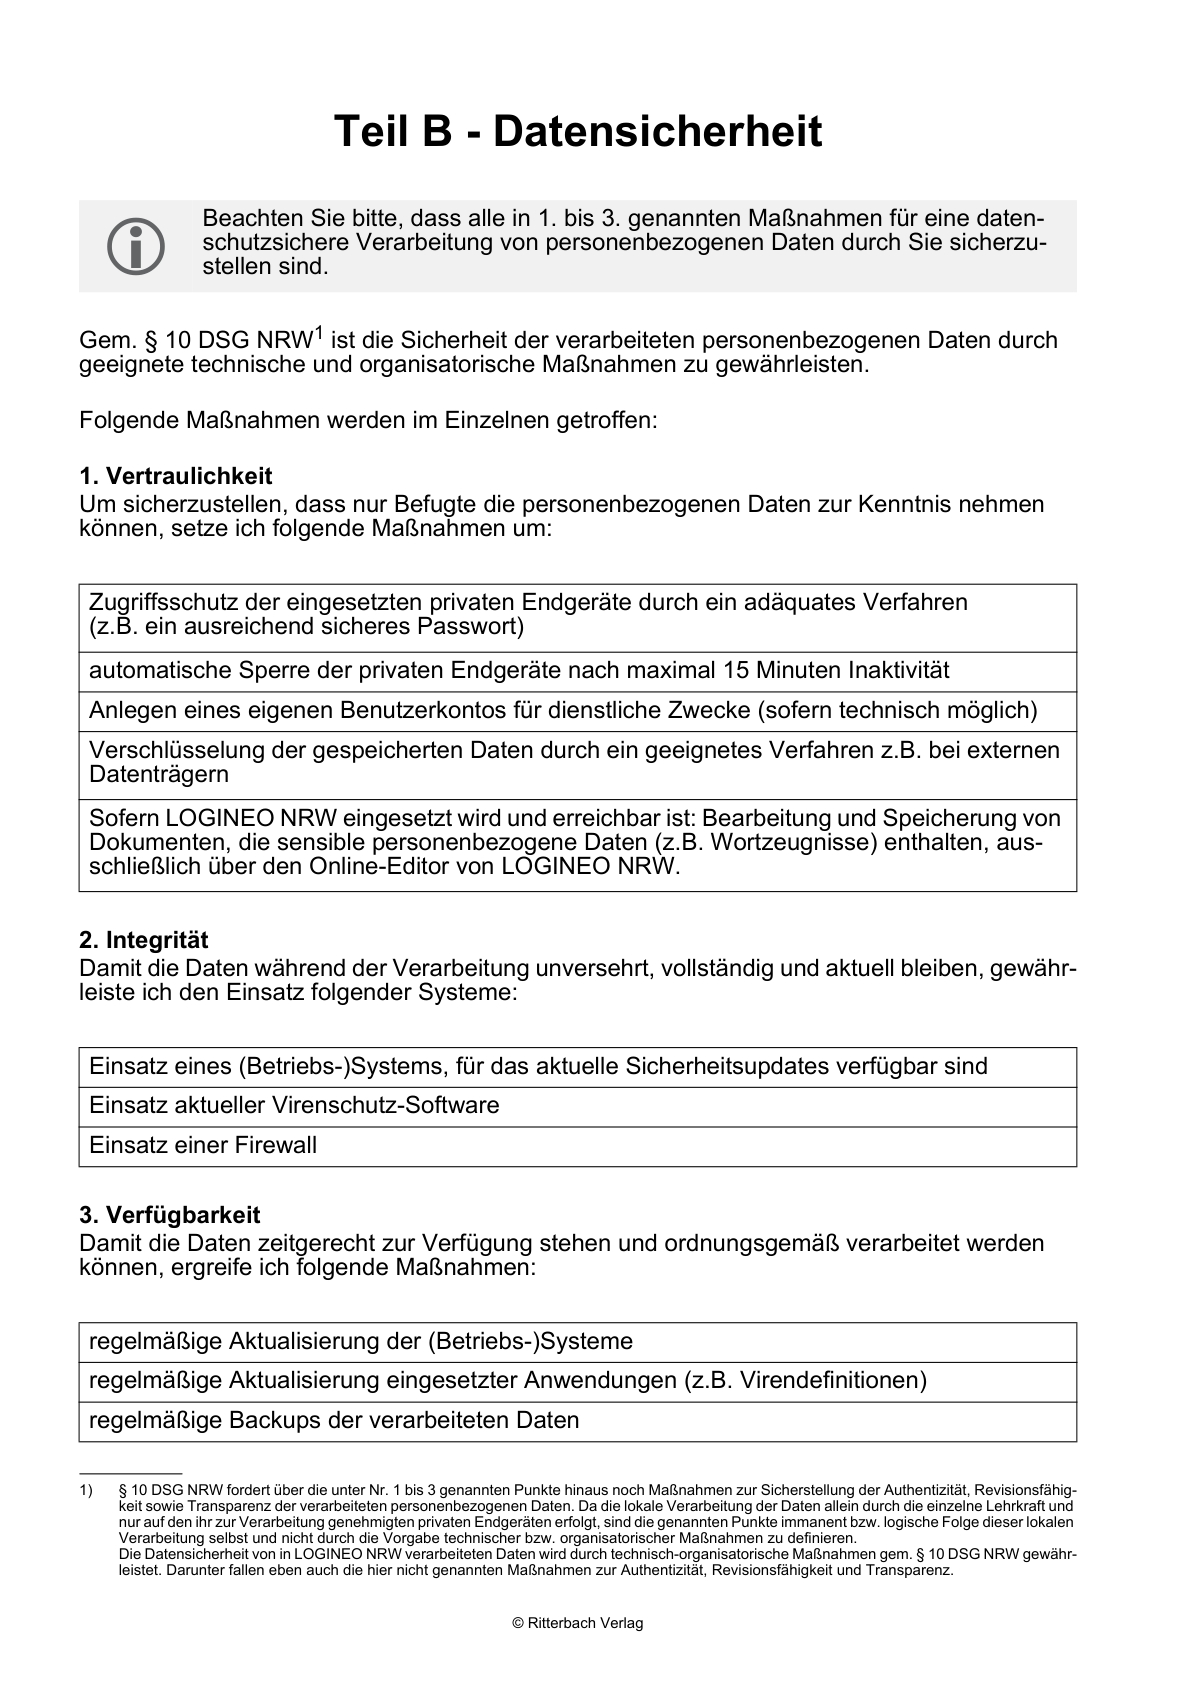 Teil B - Datensicherheit
Beachten Sie bitte, dass alle in 1. bis 3. genannten Maßnahmen für eine daten-
schutzsichere Verarbeitung von personenbezogenen Daten durch Sie sicherzu-
stellen sind.
Gem. § 10 DSG NRW1 ist die Sicherheit der verarbeiteten personenbezogenen Daten durch
geeignete technische und organisatorische Maßnahmen zu gewährleisten.
Folgende Maßnahmen werden im Einzelnen getroffen:
1. Vertraulichkeit
Um sicherzustellen, dass nur Befugte die personenbezogenen Daten zur Kenntnis nehmen
können, setze ich folgende Maßnahmen um:
Zugriffsschutz der eingesetzten privaten Endgeräte durch ein adäquates Verfahren
(z.B. ein ausreichend sicheres Passwort)
automatische Sperre der privaten Endgeräte nach maximal 15 Minuten Inaktivität
Anlegen eines eigenen Benutzerkontos für dienstliche Zwecke (sofern technisch möglich)
Verschlüsselung der gespeicherten Daten durch ein geeignetes Verfahren z.B. bei externen
Datenträgern
Sofern LOGINEO NRW eingesetzt wird und erreichbar ist: Bearbeitung und Speicherung von
Dokumenten, die sensible personenbezogene Daten (z.B. Wortzeugnisse) enthalten, aus-
schließlich über den Online-Editor von LOGINEO NRW.
2. Integrität
Damit die Daten während der Verarbeitung unversehrt, vollständig und aktuell bleiben, gewähr-
leiste ich den Einsatz folgender Systeme:
Einsatz eines (Betriebs-)Systems, für das aktuelle Sicherheitsupdates verfügbar sind
Einsatz aktueller Virenschutz-Software
Einsatz einer Firewall
3. Verfügbarkeit
Damit die Daten zeitgerecht zur Verfügung stehen und ordnungsgemäß verarbeitet werden
können, ergreife ich folgende Maßnahmen:
regelmäßige Aktualisierung der (Betriebs-)Systeme
regelmäßige Aktualisierung eingesetzter Anwendungen (z.B. Virendefinitionen)
regelmäßige Backups der verarbeiteten Daten
1) § 10 DSG NRW fordert über die unter Nr. 1 bis 3 genannten Punkte hinaus noch Maßnahmen zur Sicherstellung der Authentizität, Revisionsfähig-
keit sowie Transparenz der verarbeiteten personenbezogenen Daten. Da die lokale Verarbeitung der Daten allein durch die einzelne Lehrkraft und
nur auf den ihr zur Verarbeitung genehmigten privaten Endgeräten erfolgt, sind die genannten Punkte immanent bzw. logische Folge dieser lokalen
Verarbeitung selbst und nicht durch die Vorgabe technischer bzw. organisatorischer Maßnahmen zu definieren.
Die Datensicherheit von in LOGINEO NRW verarbeiteten Daten wird durch technisch-organisatorische Maßnahmen gem. § 10 DSG NRW gewähr-
leistet. Darunter fallen eben auch die hier nicht genannten Maßnahmen zur Authentizität, Revisionsfähigkeit und Transparenz.
© Ritterbach Verlag